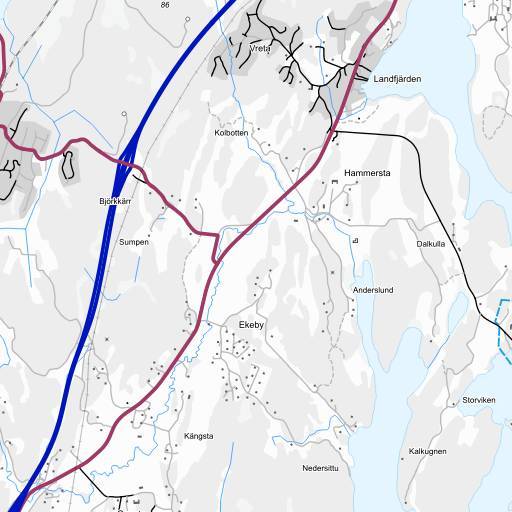 86
Vreta
Landfjärden
Kolbotten
Hammersta
Björkkärr
Sumpen
Dalkulla
Anderslund
Ekeby
Storviken
Kängsta
Kalkugnen
Nedersittu